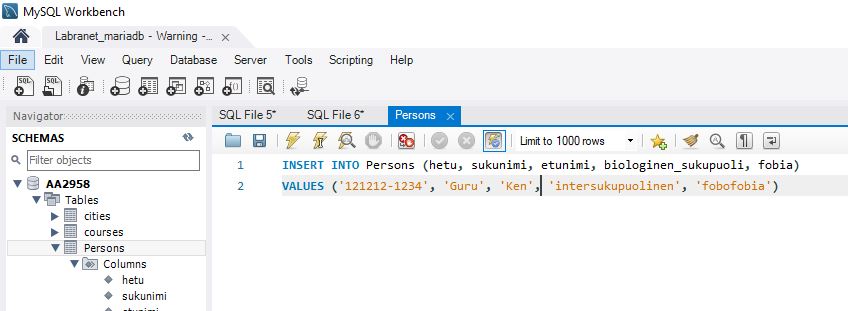 MySQL Workbench
Labranet_mariadb - Warning -... ×
File Edit View Query Database Server Tools Scripting Help
Navigator
SQL File 5* SQL File 6* Persons ×
SCHEMAS
Limit to 1000 rows
Filter objects
1 INSERT INTO Persons (hetu, sukunimi, etunimi, biologinen_sukupuoli, fobia)
2 VALUES ('121212-1234', 'Guru', 'Ken', 'intersukupuolinen', 'fobofobia')
AA2958
Tables
cities
courses
Persons
Columns
hetu
sukunimi
etunimi